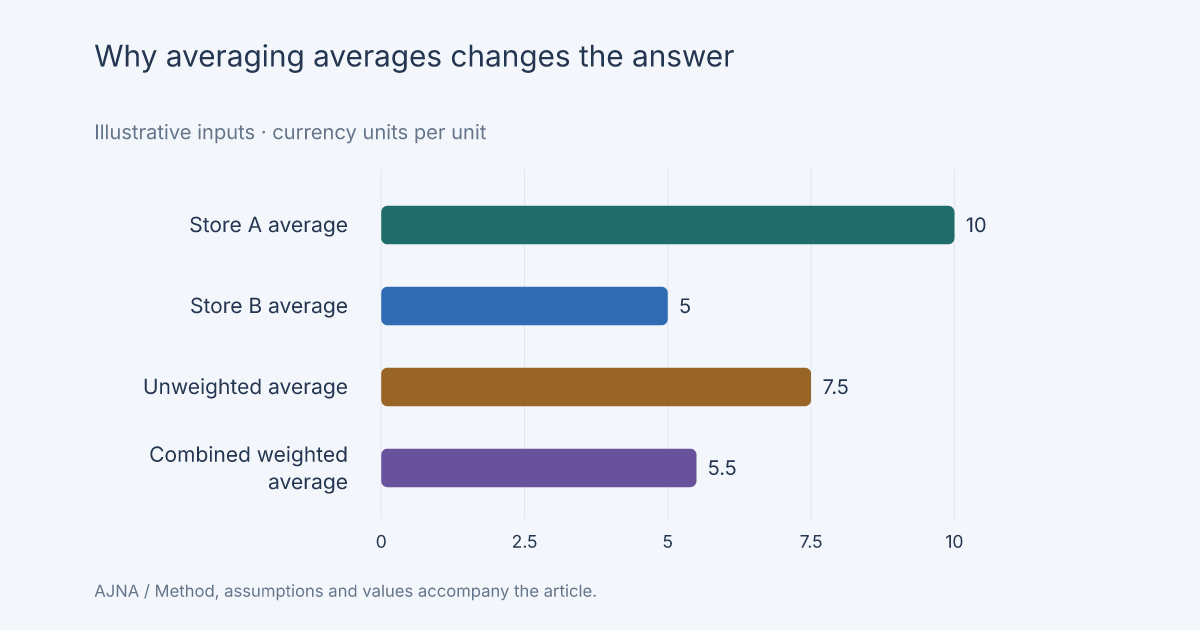 Why averaging averages changes the answer
Illustrative inputs · currency units per unit
Store A average
10
Store B average
5
Unweighted average
7.5
Combined weighted
average
5.5
0 2.5 5 7.5 10
AJNA / Method, assumptions and values accompany the article.